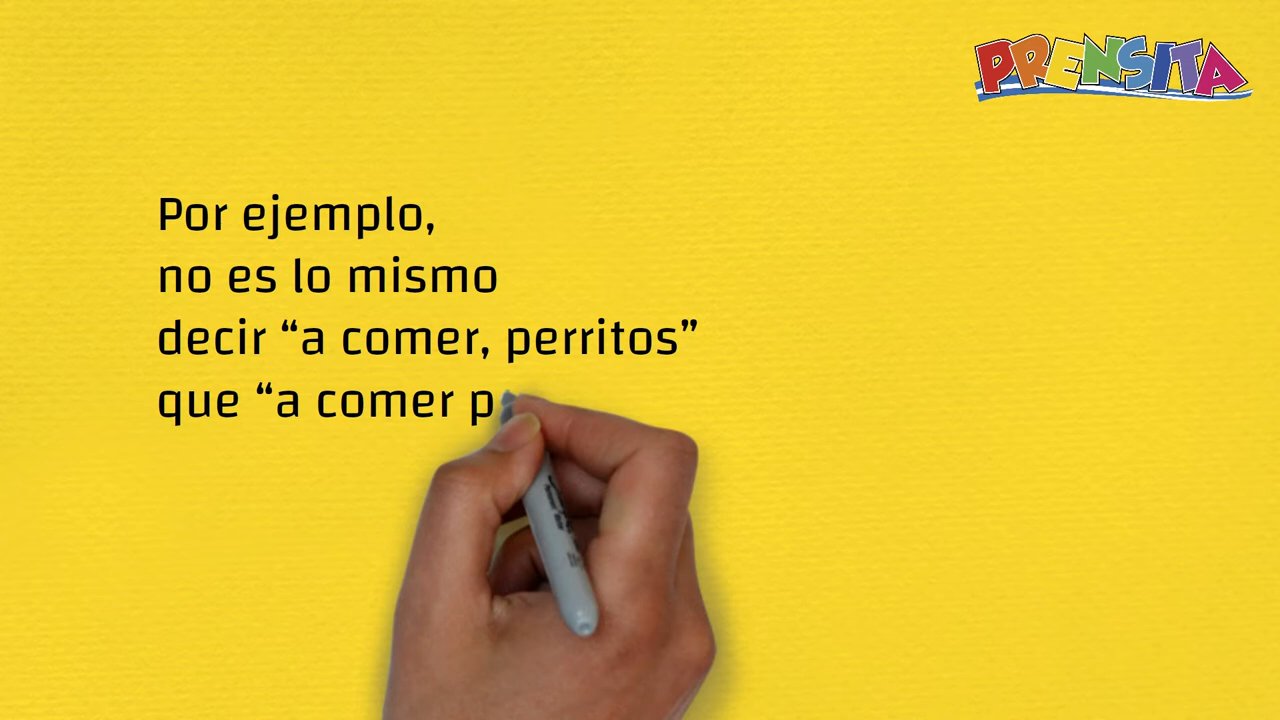 PRENSITA
Por ejemplo,
no es lo mismo
decir “a comer, perritos”
que “a comer p